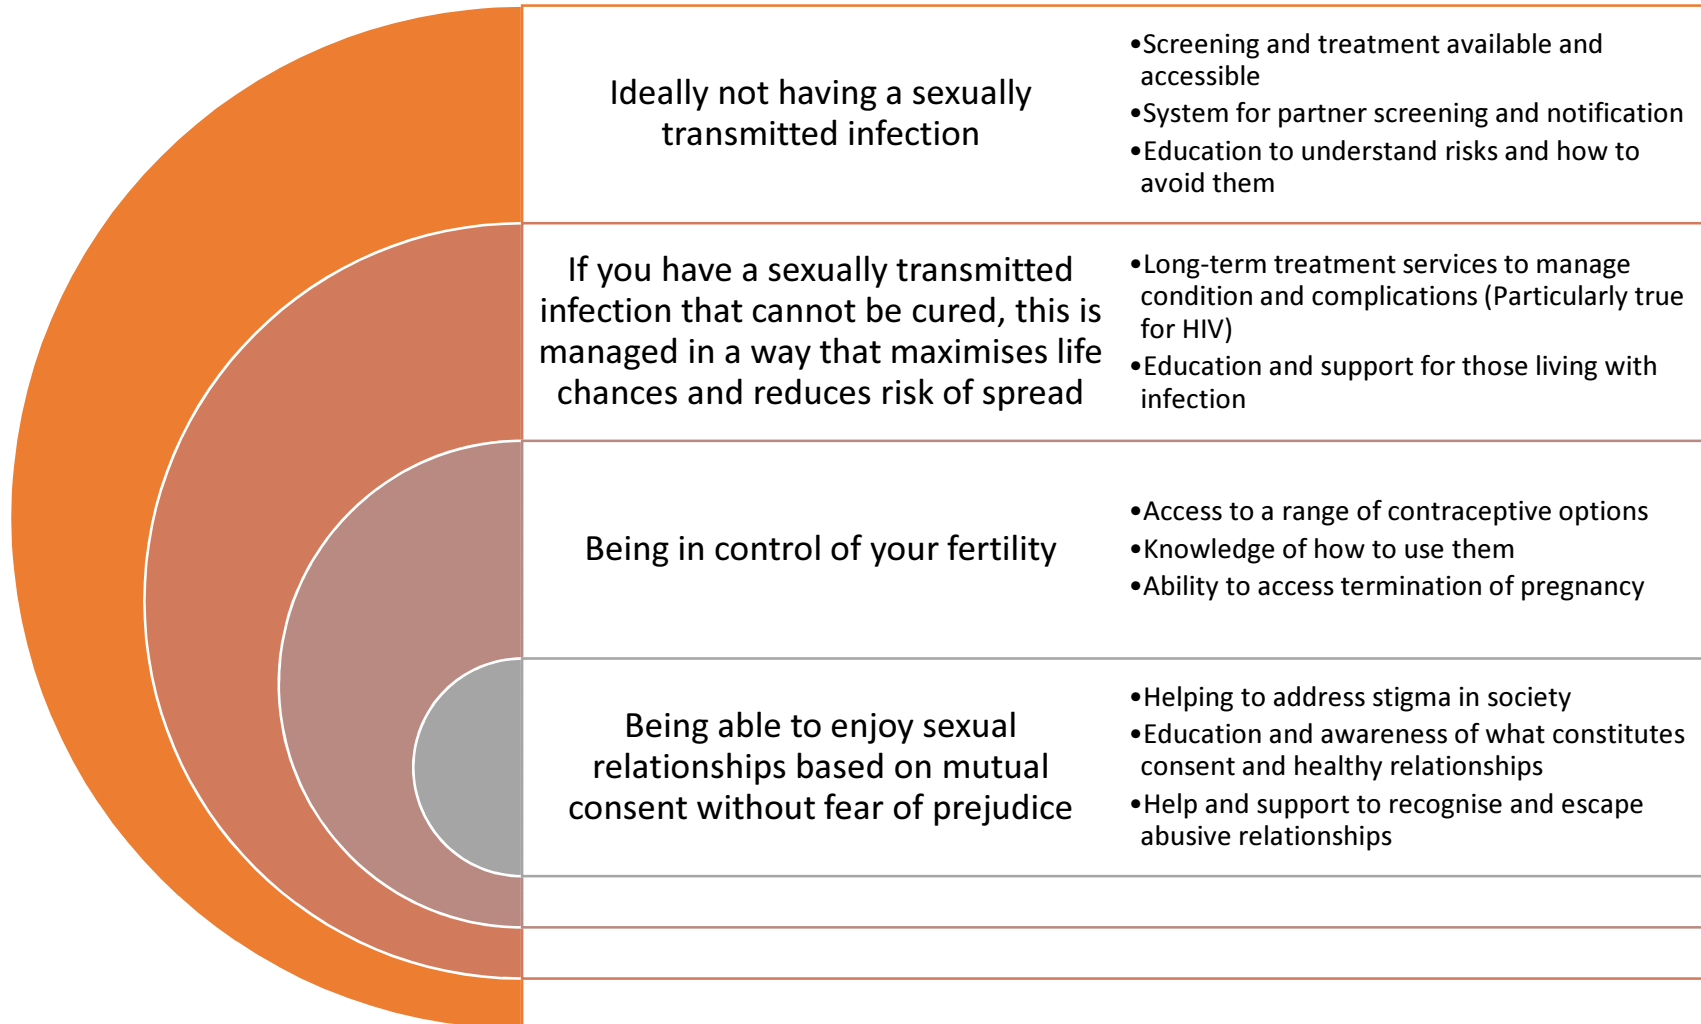 Ideally not having a sexually
transmitted infection
•Screening and treatment available and
accessible
•System for partner screening and notification
•Education to understand risks and how to
avoid them
If you have a sexually transmitted
infection that cannot be cured, this is
managed in a way that maximises life
chances and reduces risk of spread
•Long-term treatment services to manage
condition and complications (Particularly true
for HIV)
•Education and support for those living with
infection
Being in control of your fertility
•Access to a range of contraceptive options
•Knowledge of how to use them
•Ability to access termination of pregnancy
Being able to enjoy sexual
relationships based on mutual
consent without fear of prejudice
•Helping to address stigma in society
•Education and awareness of what constitutes
consent and healthy relationships
•Help and support to recognise and escape
abusive relationships